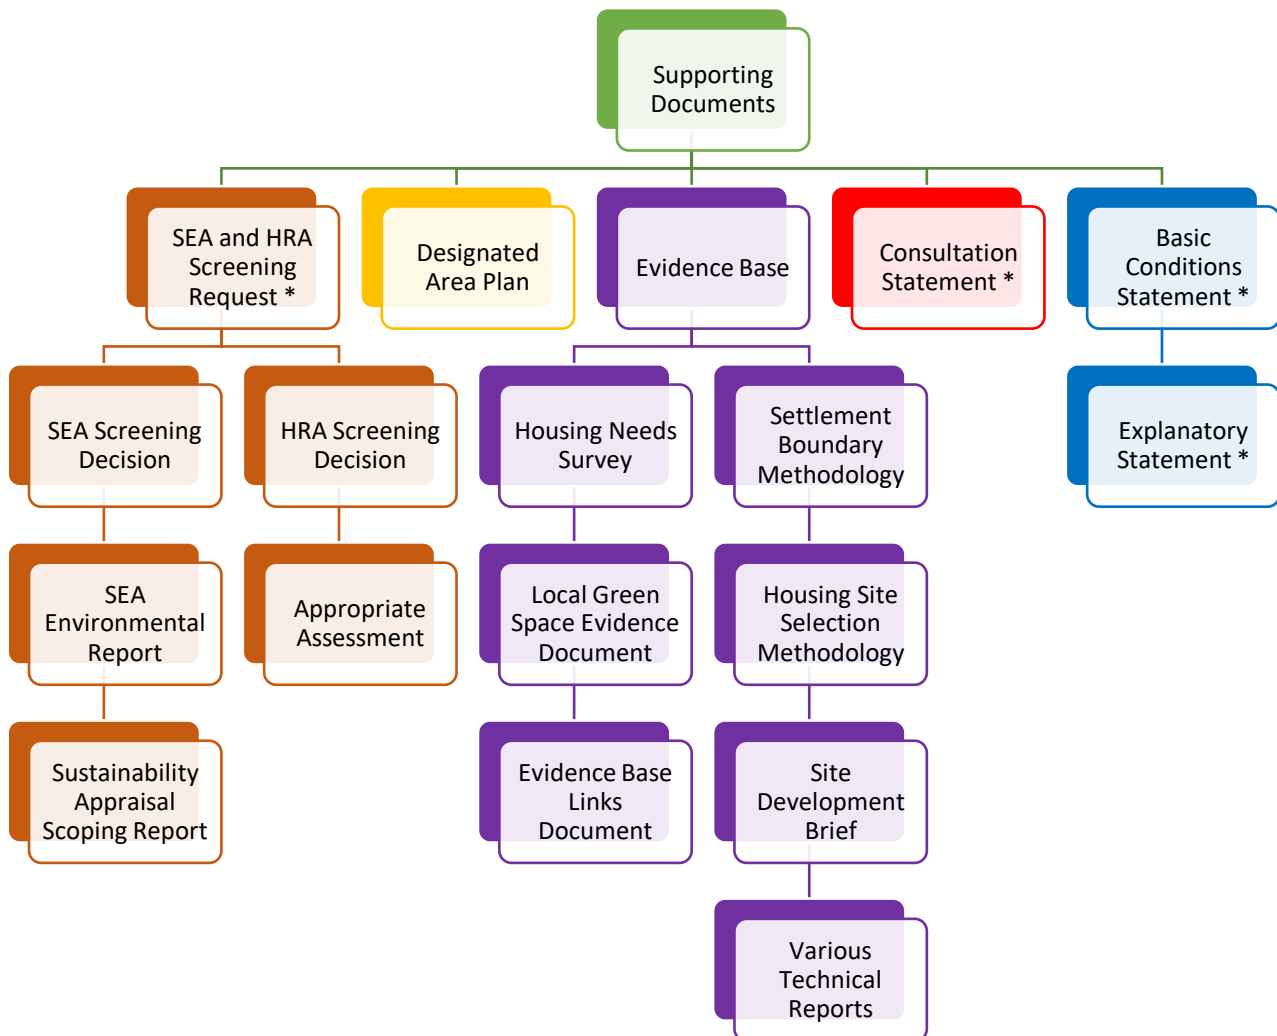 Supporting
Documents
SEA and HRA
Screening
Request *
Designated
Area Plan
Evidence Base
Consultation
Statement *
Basic
Conditions
Statement *
SEA Screening
Decision
HRA Screening
Decision
Housing Needs
Survey
Settlement
Boundary
Methodology
Explanatory
Statement *
SEA
Environmental
Report
Appropriate
Assessment
Local Green
Space Evidence
Document
Housing Site
Selection
Methodology
Sustainability
Appraisal
Scoping Report
Evidence Base
Links
Document
Site
Development
Brief
Various
Technical
Reports